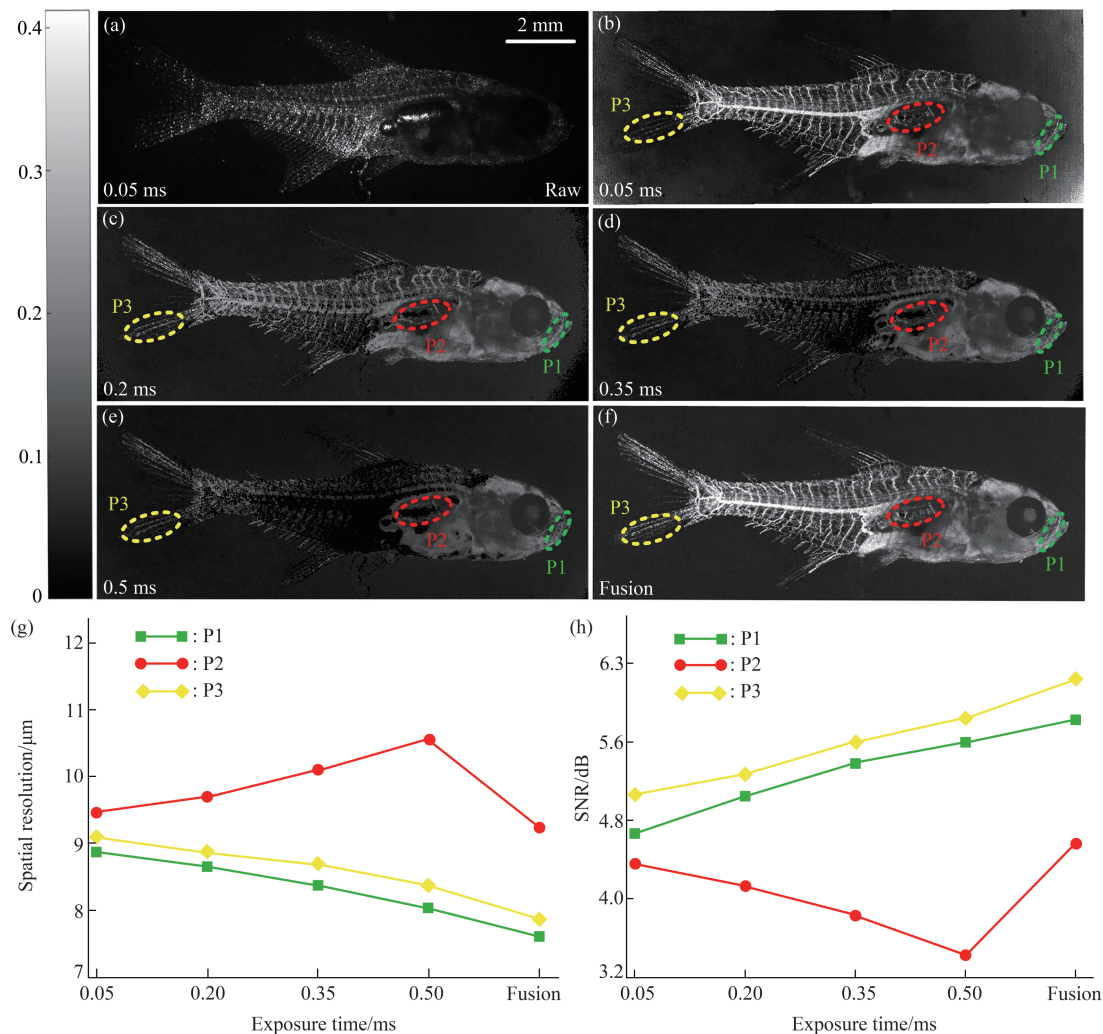 0.4
0.3
0.2
0.1
0
(a)
2 mm
0.05 ms
Raw
(b)
P3
P2
P1
0.05 ms
(c)
P3
P2
P1
0.2 ms
(d)
P3
P2
P1
0.35 ms
(e)
P3
P2
P1
0.5 ms
(f)
P3
P2
P1
Fusion
(g)
: P1
: P2
: P3
12
11
10
9
8
7
Spatial resolution/μm
0.05 0.20 0.35 0.50 Fusion
Exposure time/ms
(h)
: P1
: P2
: P3
6.3
5.6
4.8
4.0
3.2
SNR/dB
0.05 0.20 0.35 0.50 Fusion
Exposure time/ms